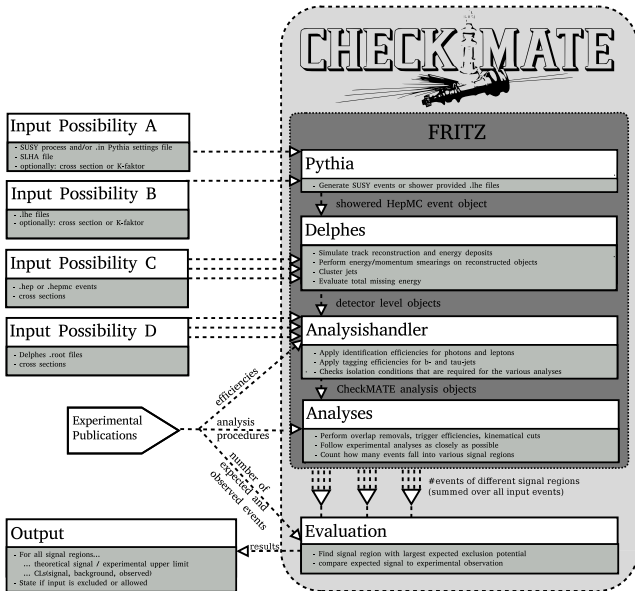 CHECKMATE
FRITZ
Input Possibility A
- SUSY process and/or .in Pythia settings file
- SLHA file
- optionally: cross section or K-faktor
Pythia
- Generate SUSY events or shower provided .lhe files
Input Possibility B
- .lhe files
- optionally: cross section or K-faktor
showered HepMC event object
Delphes
- Simulate track reconstruction and energy deposits
- Perform energy/momentum smearings on reconstructed objects
- Cluster jets
- Evaluate total missing energy
Input Possibility C
- .hep or .hepmc events
- cross sections
detector level objects
Input Possibility D
- Delphes .root files
- cross sections
Analysishandler
- Apply identification efficiencies for photons and leptons
- Apply tagging efficiencies for b- and tau-jets
- Checks isolation conditions that are required for the various analyses
efficiencies
CheckMATE analysis objects
Experimental
Publications
analysis
procedures
Analyses
- Perform overlap removals, trigger efficiencies, kinematical cuts
- Follow experimental analyses as closely as possible
- Count how many events fall into various signal regions
number of
expected and
observed events
#events of different signal regions
(summed over all input events)
Output
- For all signal regions...
... theoretical signal / experimental upper limit
... CLs(signal, background, observed)
- State if input is excluded or allowed
results
Evaluation
- Find signal region with largest expected exclusion potential
- compare expected signal to experimental observation